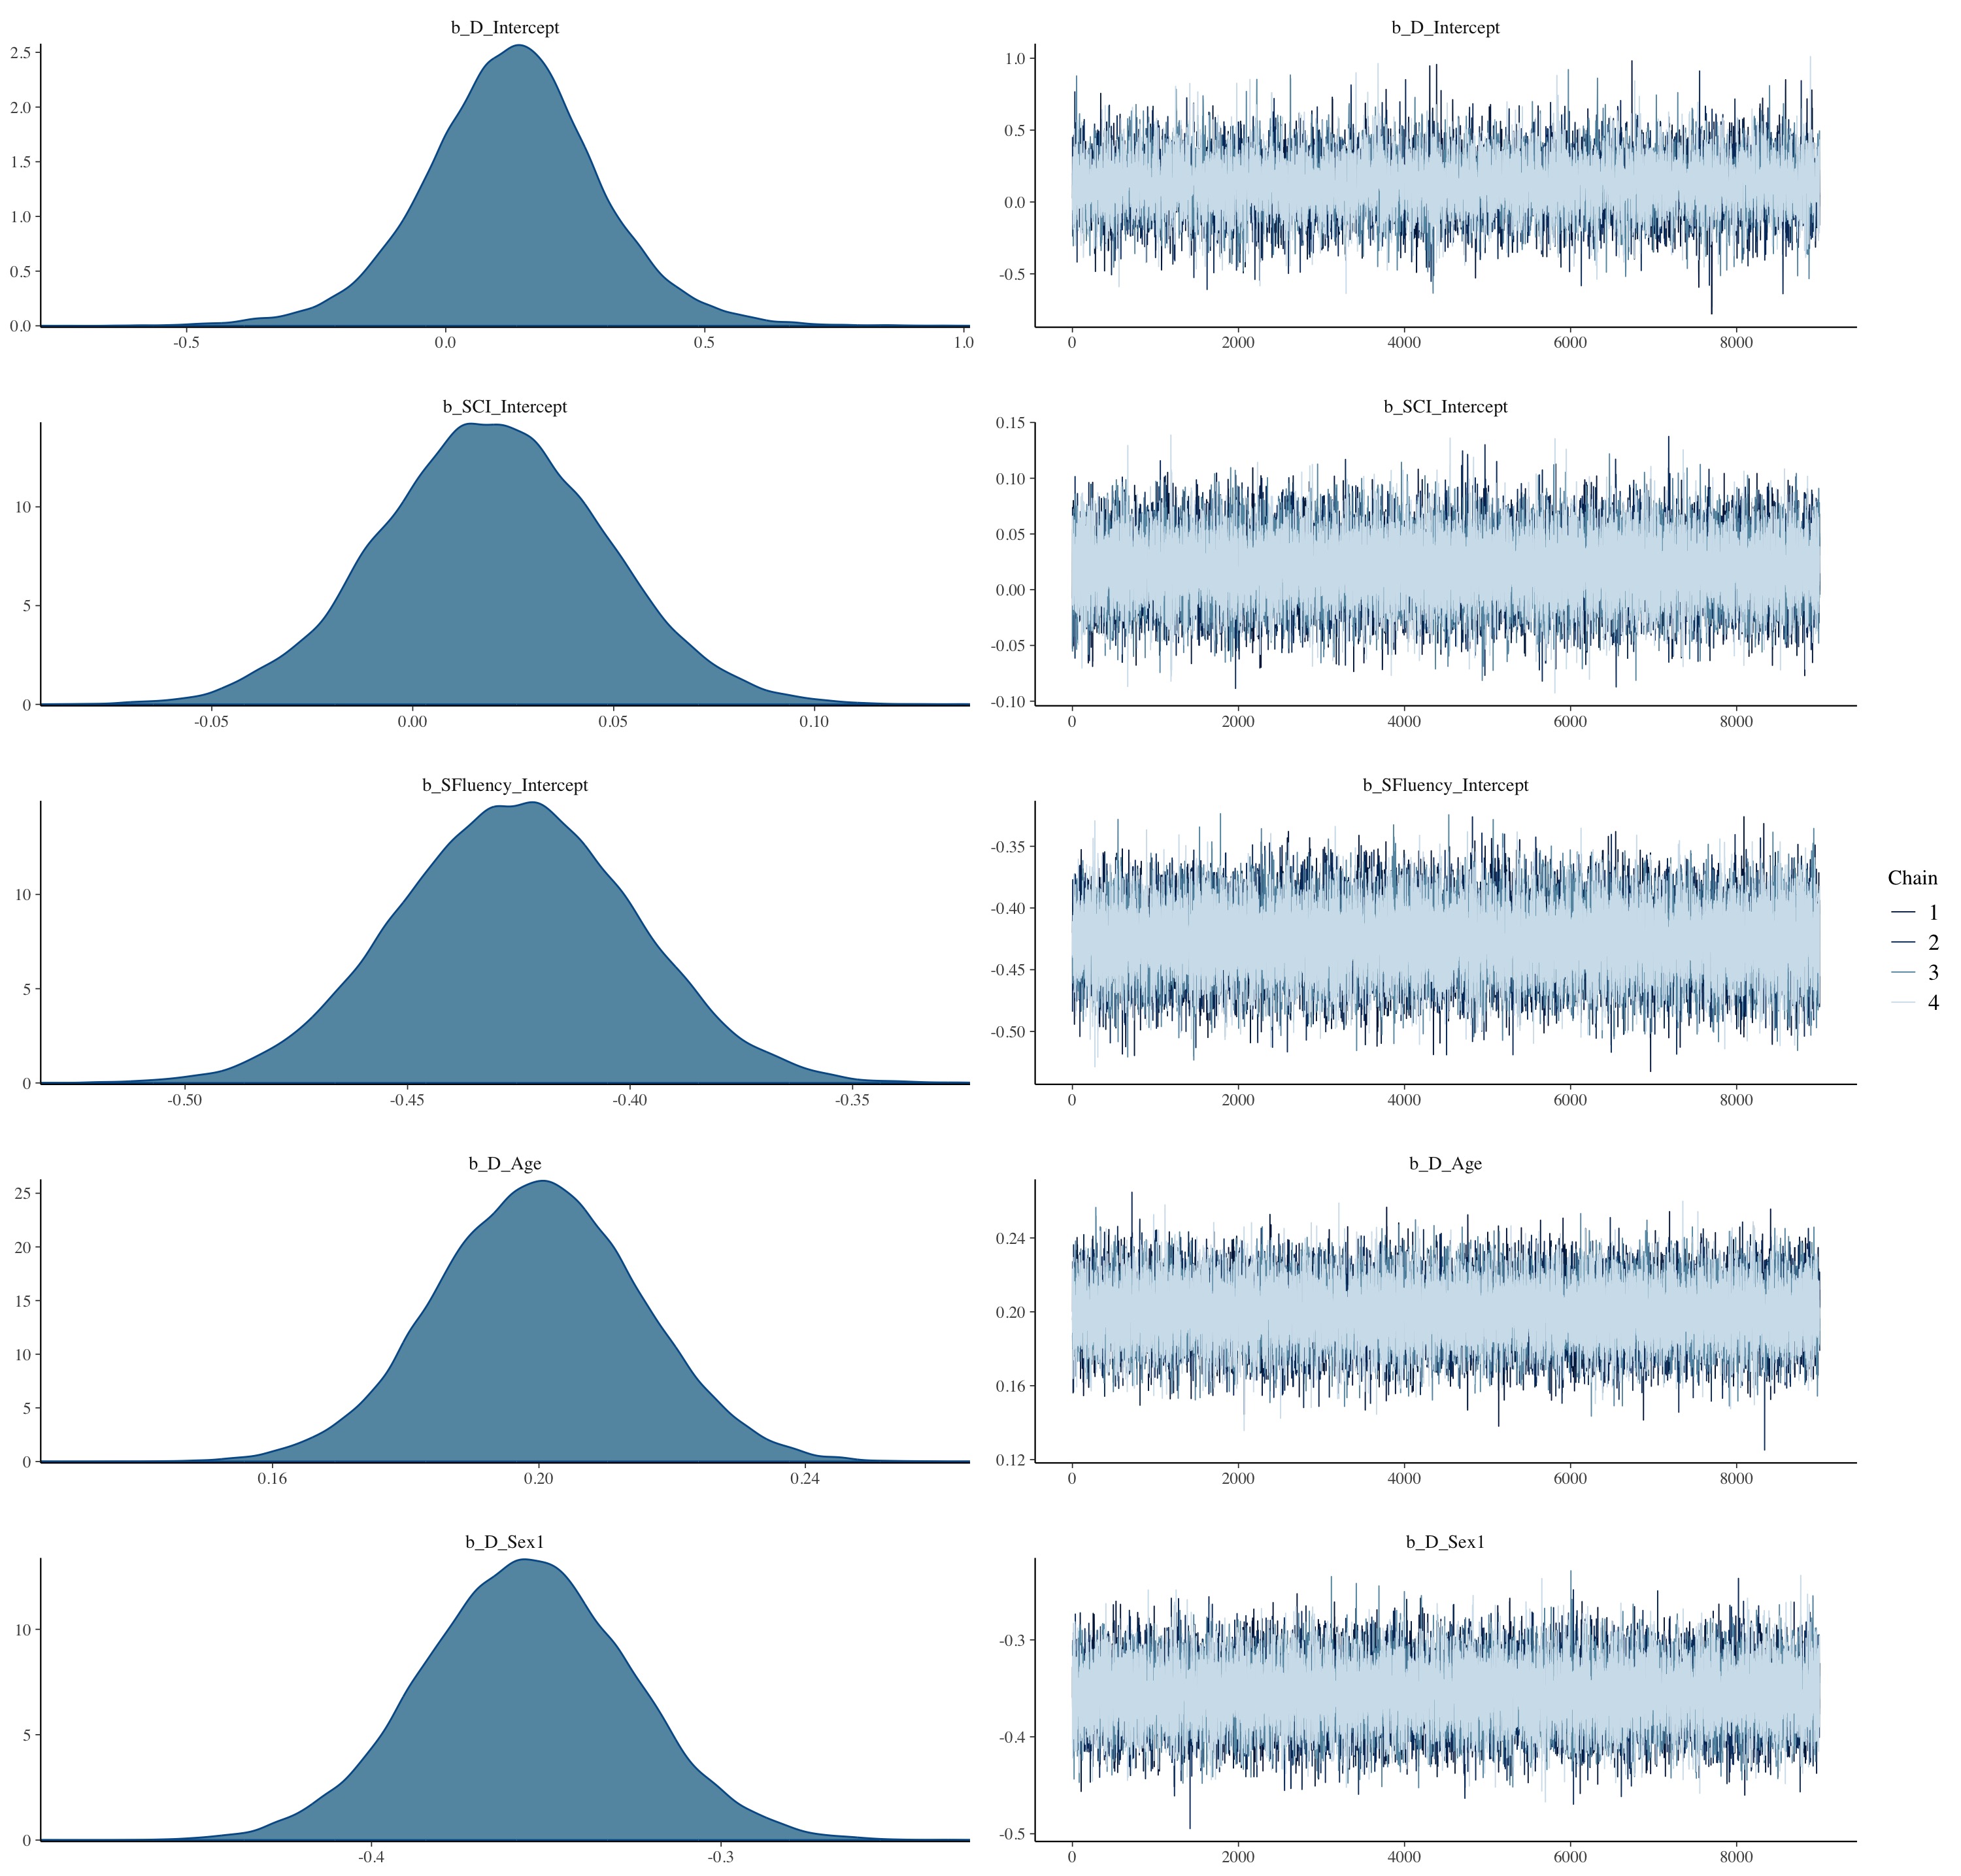 b_D_Intercept
2.5
2.0
1.5
1.0
0.5
0.0
-0.5 0.0 0.5 1.0
b_D_Intercept
1.0
0.5
0.0
-0.5
0 2000 4000 6000 8000
b_SCI_Intercept
10
5
0
-0.05 0.00 0.05 0.10
b_SCI_Intercept
0.15
0.10
0.05
0.00
-0.05
-0.10
0 2000 4000 6000 8000
b_SFluency_Intercept
10
5
0
-0.50 -0.45 -0.40 -0.35
b_SFluency_Intercept
-0.35
-0.40
-0.45
-0.50
0 2000 4000 6000 8000
Chain
1
2
3
4
b_D_Age
25
20
15
10
5
0
0.16 0.20 0.24
b_D_Age
0.24
0.20
0.16
0.12
0 2000 4000 6000 8000
b_D_Sex1
10
5
0
-0.4 -0.3
b_D_Sex1
-0.3
-0.4
-0.5
0 2000 4000 6000 8000